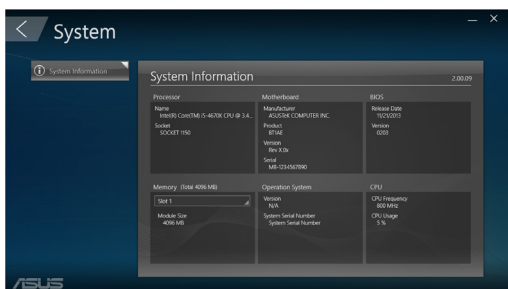 System
System Information
System Information
2.00.09
Processor
Name
Intel(R) Core(TM) i5-4670K CPU @ 3.4...
Socket
SOCKET 1150
Motherboard
Manufacturer
ASUSTeK COMPUTER INC.
Product
BT1AE
Version
Rev X.0x
Serial
MB-1234567890
BIOS
Release Date
11/21/2013
Version
0203
Memory (Total 4096 MB)
Slot 1
Module Size
4096 MB
Operation System
Version
N/A
System Serial Number
System Serial Number
CPU
CPU Frequency
800 MHz
CPU Usage
5 %
ASUS